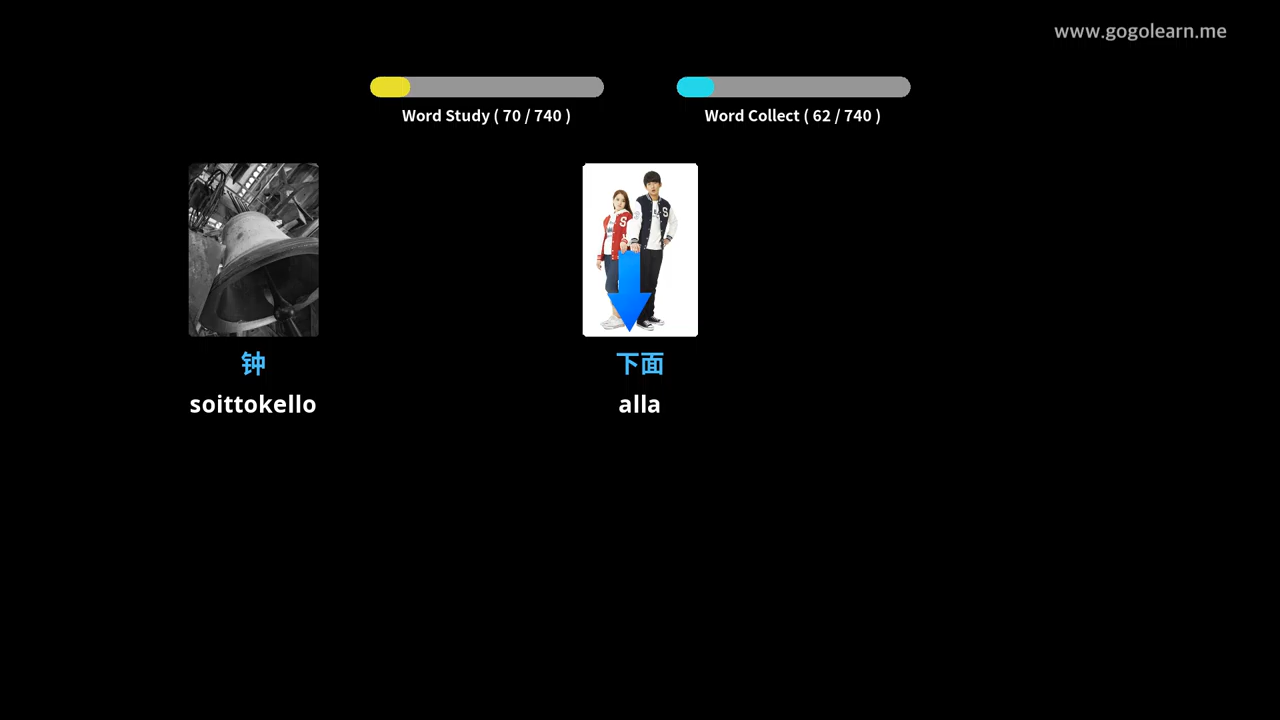 www.gogolearn.me
Word Study ( 70 / 740 )
Word Collect ( 62 / 740 )
S
S
钟
下面
soittokello
alla